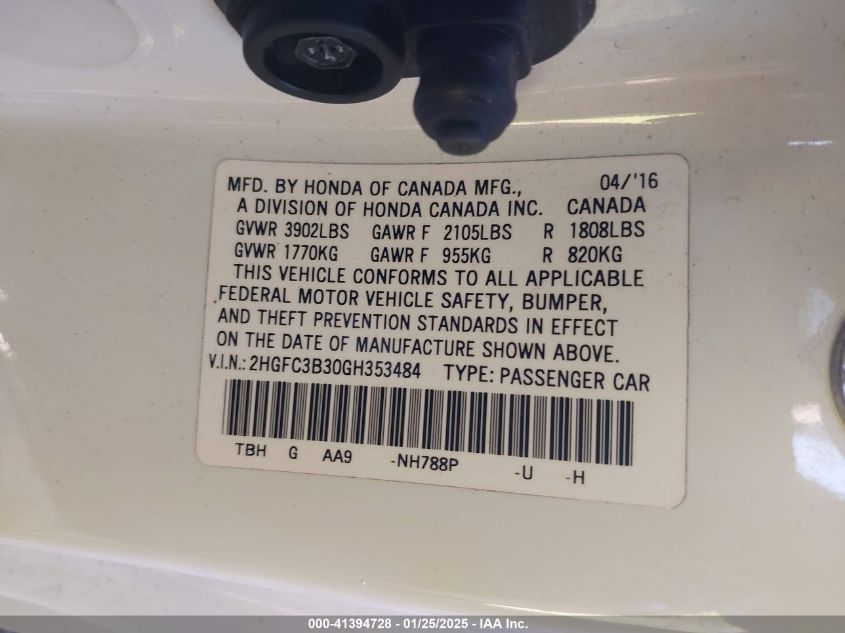 MFD. BY HONDA OF CANADA MFG., 04/'16
A DIVISION OF HONDA CANADA INC. CANADA
GVWR 3902LBS GAWR F 2105LBS R 1808LBS
GVWR 1770KG GAWR F 955KG R 820KG
THIS VEHICLE CONFORMS TO ALL APPLICABLE
FEDERAL MOTOR VEHICLE SAFETY, BUMPER,
AND THEFT PREVENTION STANDARDS IN EFFECT
ON THE DATE OF MANUFACTURE SHOWN ABOVE.
V.I.N.: 2HGFC3B30GH353484 TYPE: PASSENGER CAR
TBH G AA9 -NH788P -U -H
000-41394728 - 01/25/2025 - IAA Inc.